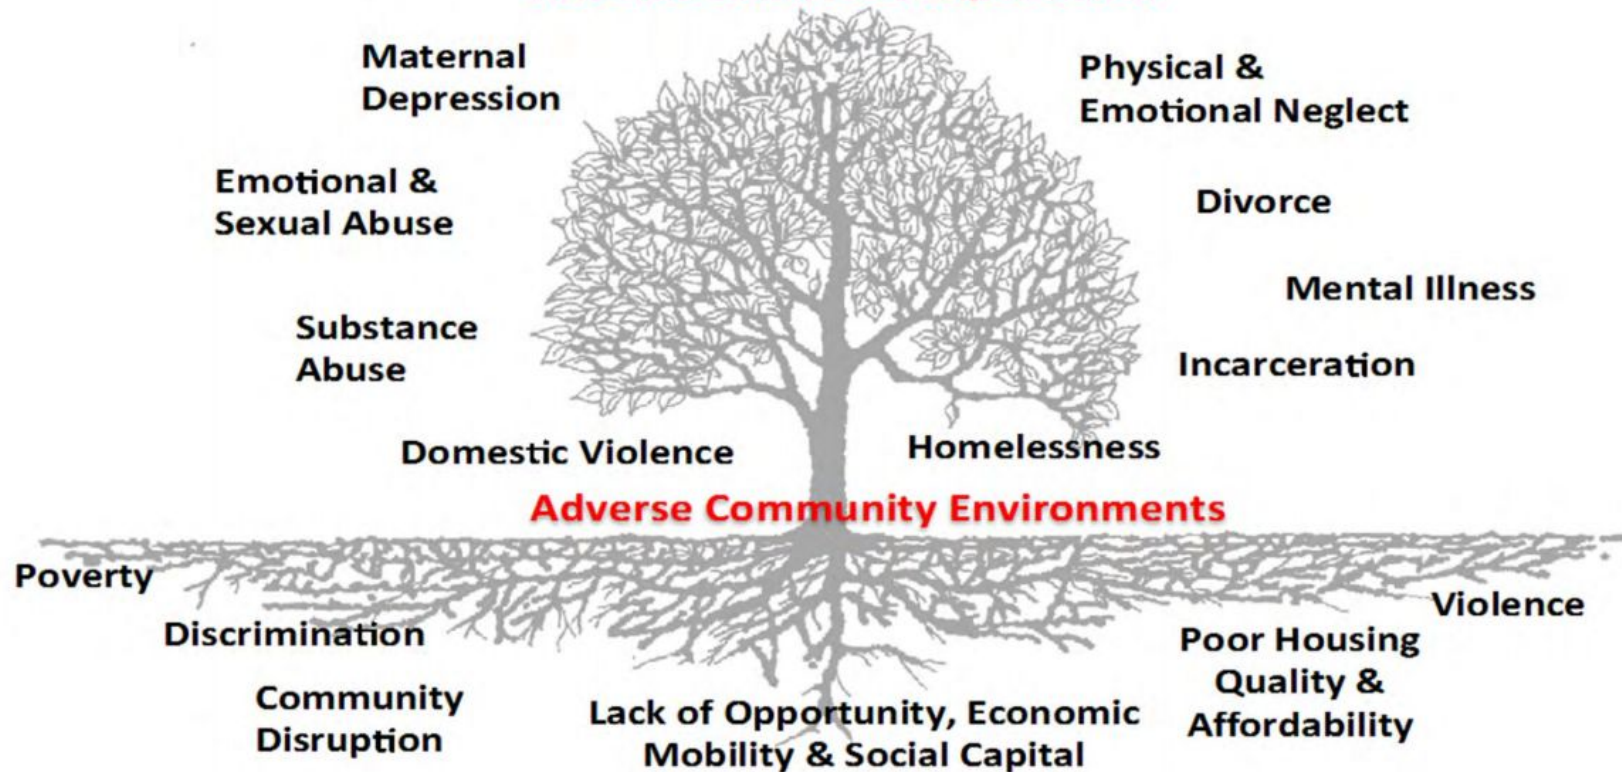 Maternal
Depression
Physical &
Emotional Neglect
Emotional &
Sexual Abuse
Divorce
Mental Illness
Substance
Abuse
Incarceration
Domestic Violence
Homelessness
Adverse Community Environments
Poverty
Violence
Discrimination
Poor Housing
Quality &
Affordability
Community
Disruption
Lack of Opportunity, Economic
Mobility & Social Capital